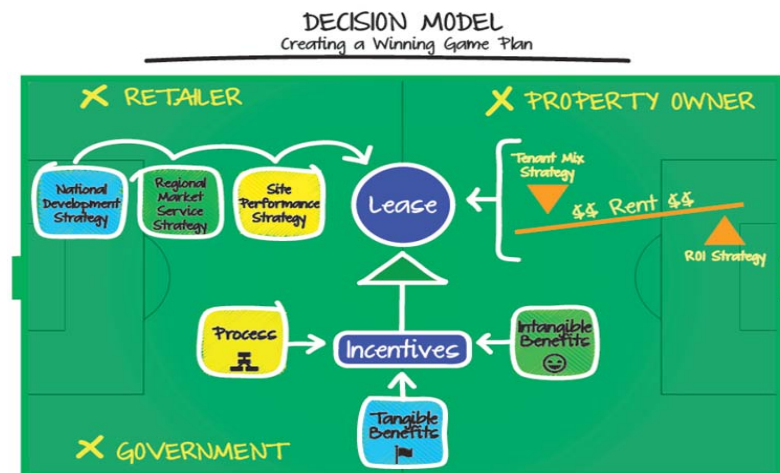 DECISION MODEL
Creating a Winning Game Plan
X RETAILER
X PROPERTY OWNER
National
Development
Strategy
Regional
Market
Service
Strategy
Site
Performance
Strategy
Lease
Tenant Mix
Strategy
$$ Rent $$
ROI Strategy
Process
Incentives
Intangible
Benefits
Tangible
Benefits
X GOVERNMENT